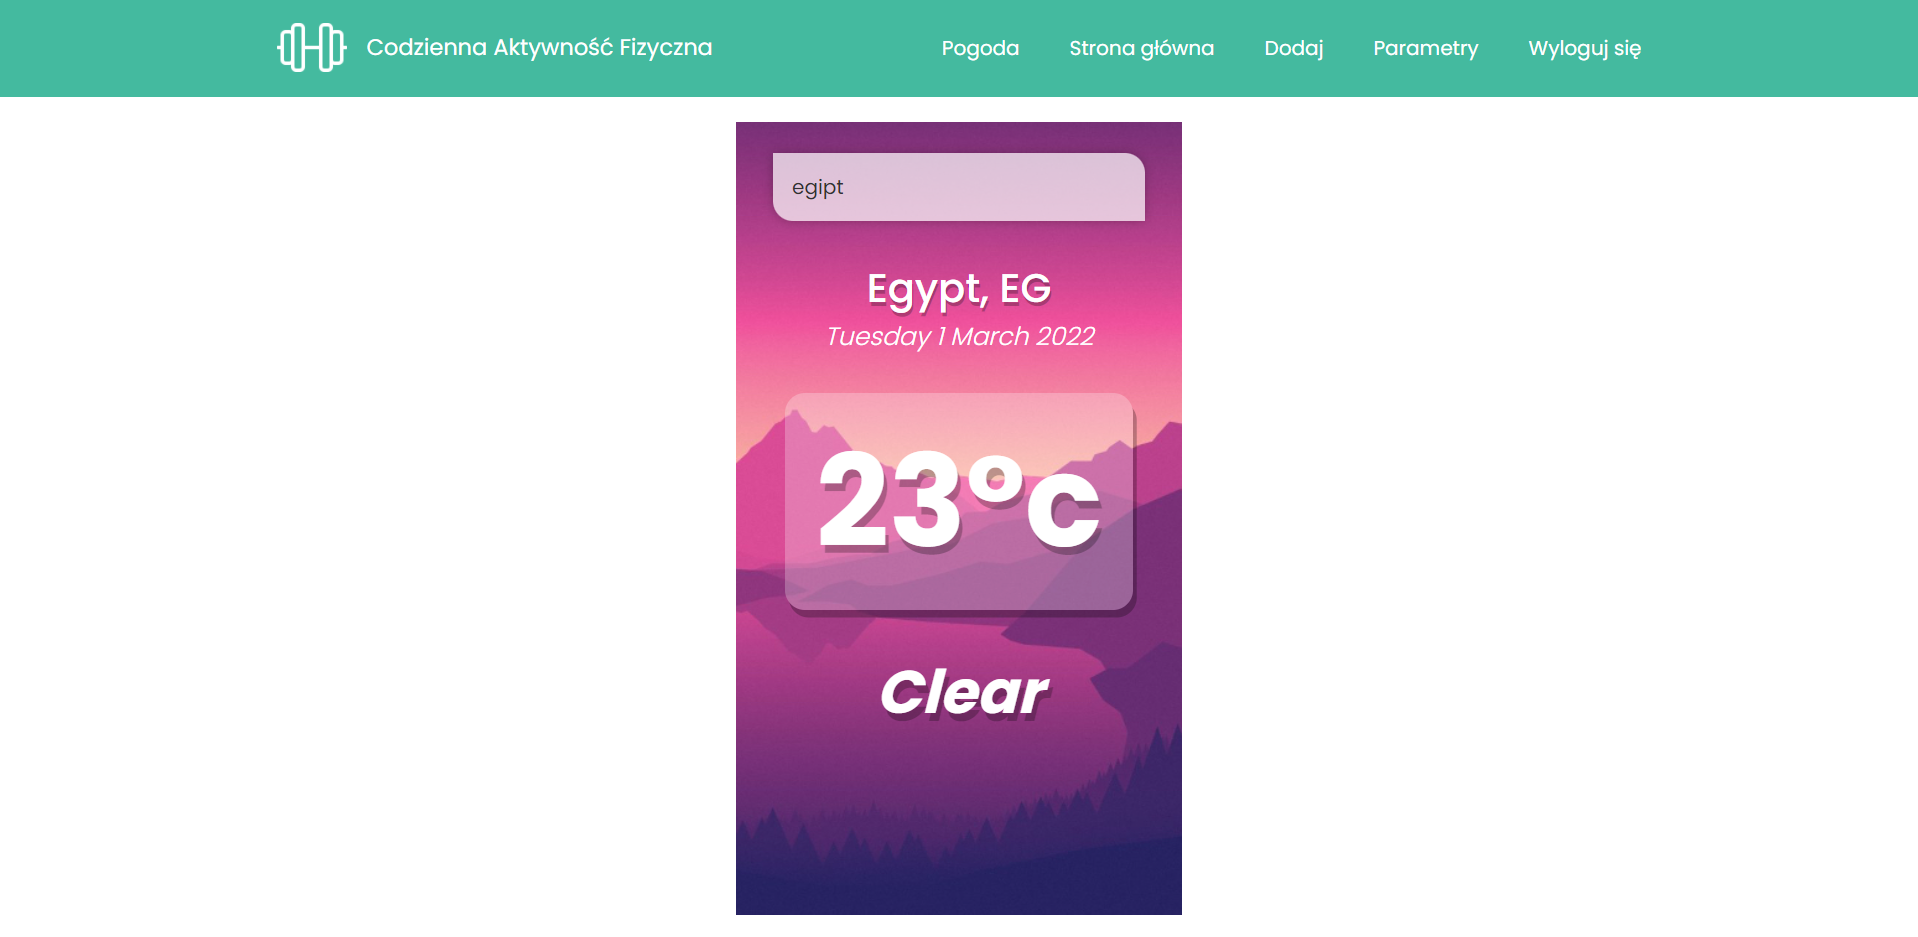 Codzienna Aktywność Fizyczna
Pogoda
Strona główna
Dodaj
Parametry
Wyloguj się
egipt
Egypt, EG
Tuesday 1 March 2022
23°c
Clear